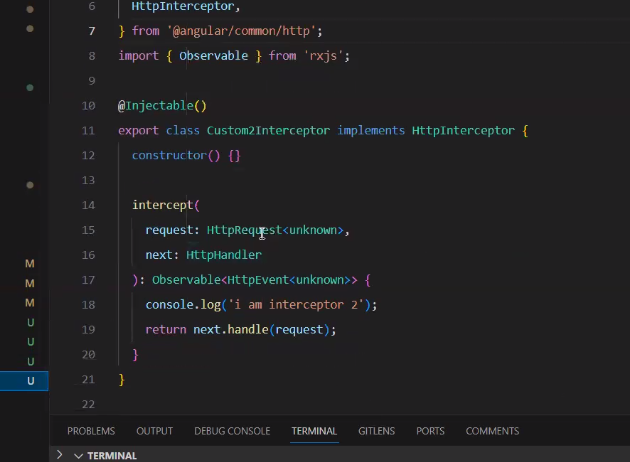 6 HttpInterceptor,
7 } from '@angular/common/http';
8 import { Observable } from 'rxjs';
9
10 @Injectable()
11 export class Custom2Interceptor implements HttpInterceptor {
12 constructor() {}
13
14 intercept(
15 request: HttpRequest<unknown>,
16 next: HttpHandler
17 ): Observable<HttpEvent<unknown>> {
18 console.log('i am interceptor 2');
19 return next.handle(request);
20 }
21 }
22
M
M
M
U
U
U
U
PROBLEMS OUTPUT DEBUG CONSOLE TERMINAL GITLENS PORTS COMMENTS
TERMINAL